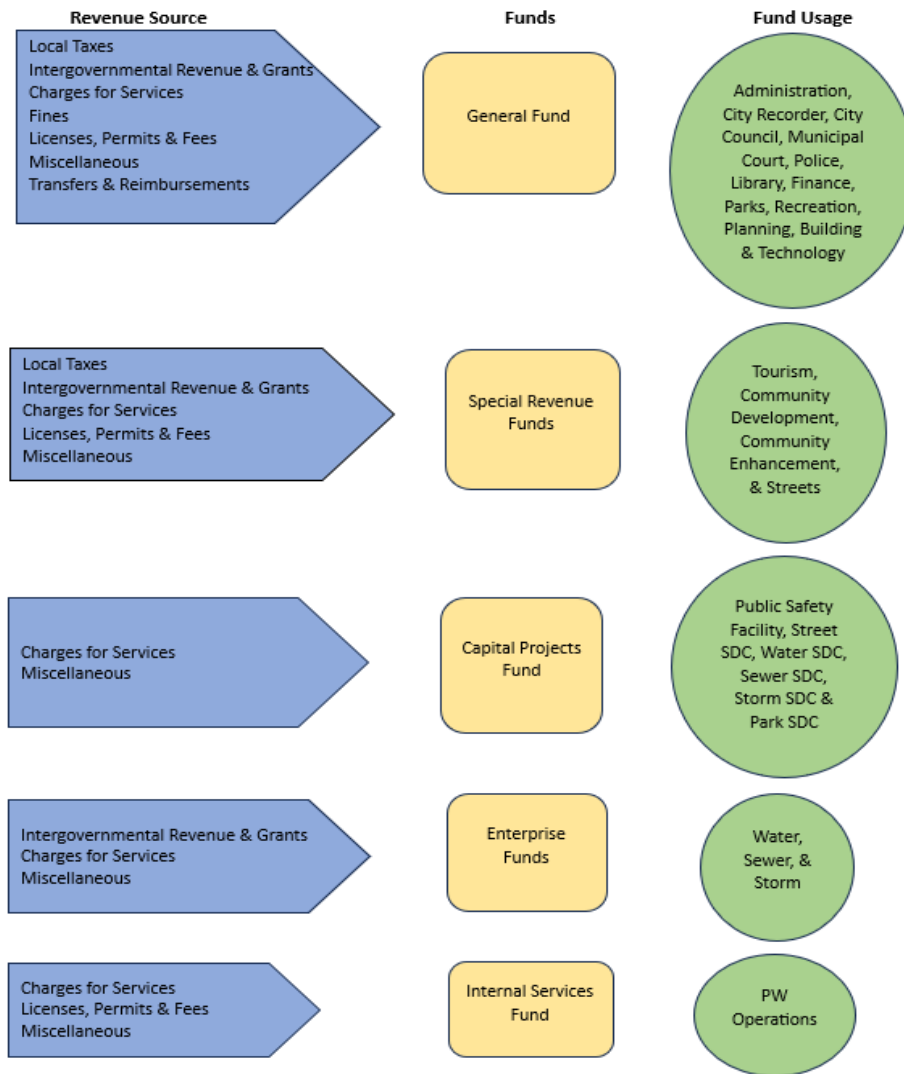 Revenue Source
Funds
Fund Usage
Local Taxes
Intergovernmental Revenue & Grants
Charges for Services
Fines
Licenses, Permits & Fees
Miscellaneous
Transfers & Reimbursements
General Fund
Administration,
City Recorder, City
Council, Municipal
Court, Police,
Library, Finance,
Parks, Recreation,
Planning, Building
& Technology
Local Taxes
Intergovernmental Revenue & Grants
Charges for Services
Licenses, Permits & Fees
Miscellaneous
Special Revenue
Funds
Tourism,
Community
Development,
Community
Enhancement,
& Streets
Charges for Services
Miscellaneous
Capital Projects
Fund
Public Safety
Facility, Street
SDC, Water SDC,
Sewer SDC,
Storm SDC &
Park SDC
Intergovernmental Revenue & Grants
Charges for Services
Miscellaneous
Enterprise
Funds
Water,
Sewer, &
Storm
Charges for Services
Licenses, Permits & Fees
Miscellaneous
Internal Services
Fund
PW
Operations